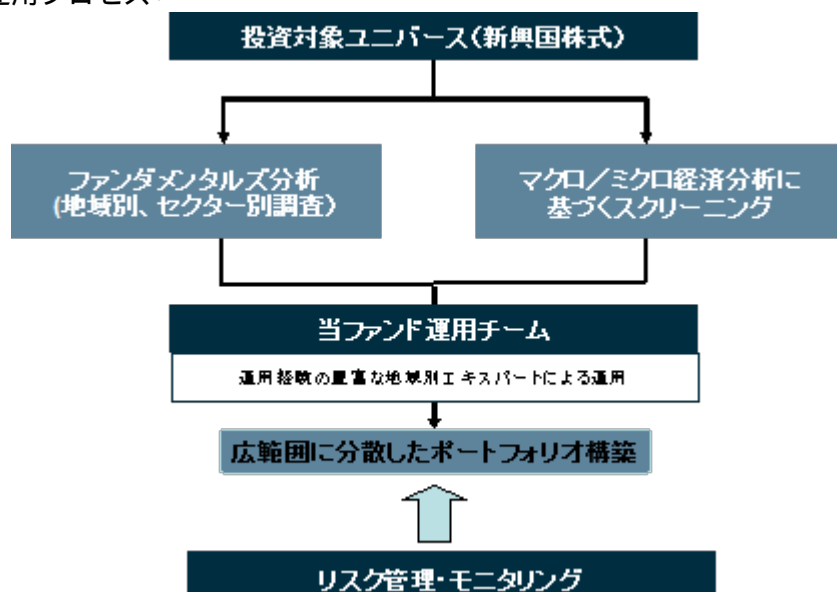 運用プロセス
投資対象ユニバース(新興国株式)
ファンダメンタルズ分析
(地域別、セクター別調査)
マクロ/ミクロ経済分析に
基づくスクリーニング
当ファンド運用チーム
運用経験の豊富な地域別エキスパートによる運用
広範囲に分散したポートフォリオ構築
リスク管理・モニタリング